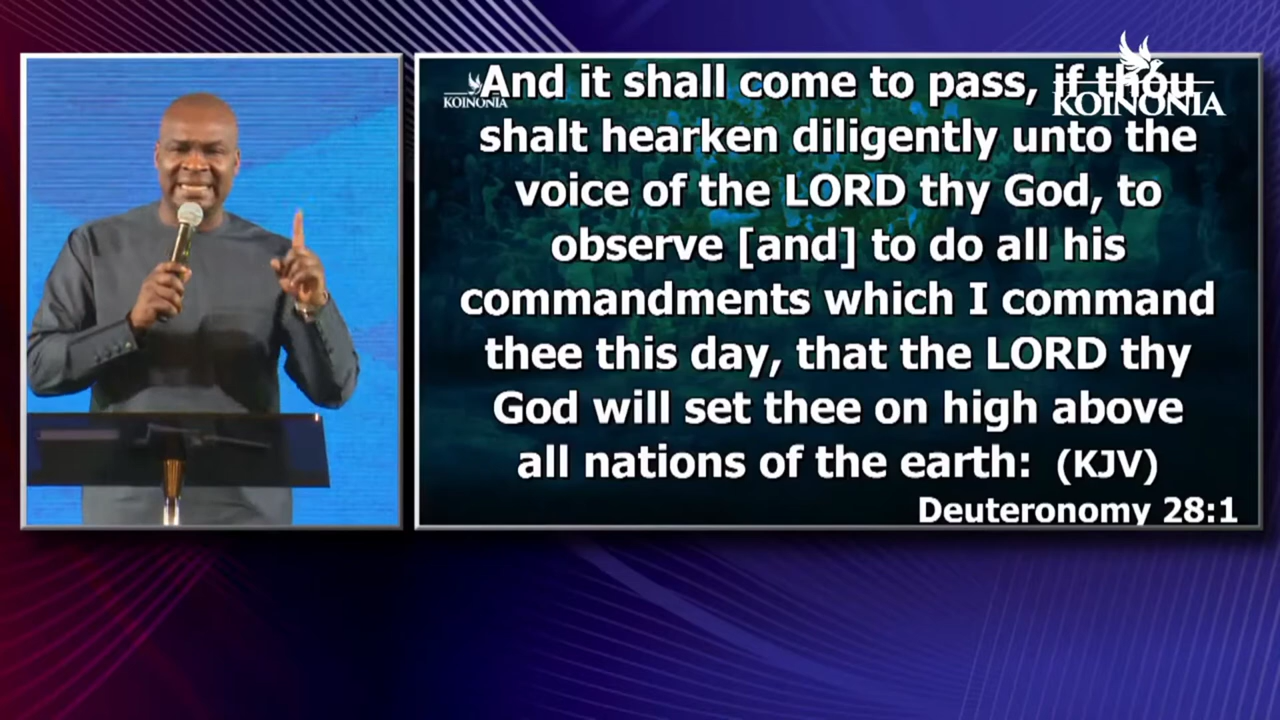 KOINONIA
KOINONIA
And it shall come to pass, if thou
shalt hearken diligently unto the
voice of the LORD thy God, to
observe [and] to do all his
commandments which I command
thee this day, that the LORD thy
God will set thee on high above
all nations of the earth: (KJV)
Deuteronomy 28:1